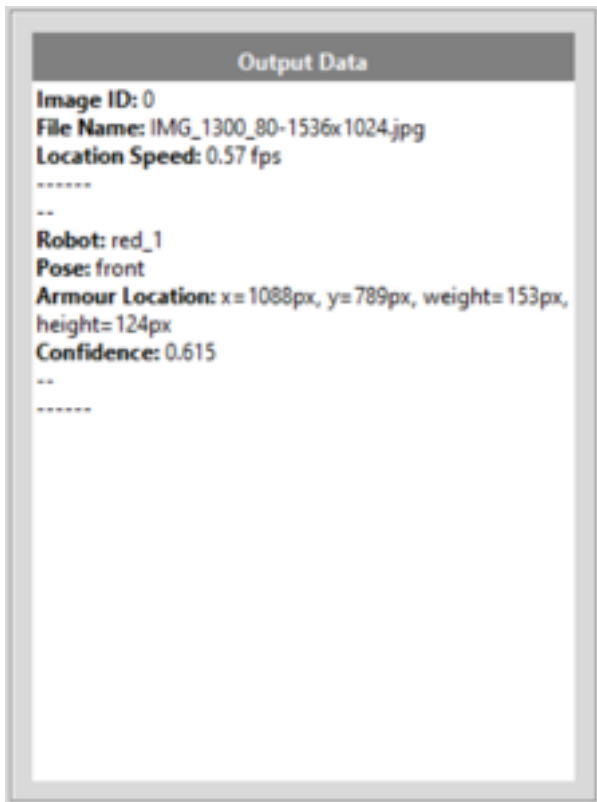 Output Data
Image ID: 0
File Name: IMG_1300_80-1536x1024.jpg
Location Speed: 0.57 fps
------
--
Robot: red_1
Pose: front
Armour Location: x=1088px, y=789px, weight=153px,
height=124px
Confidence: 0.615
--
------